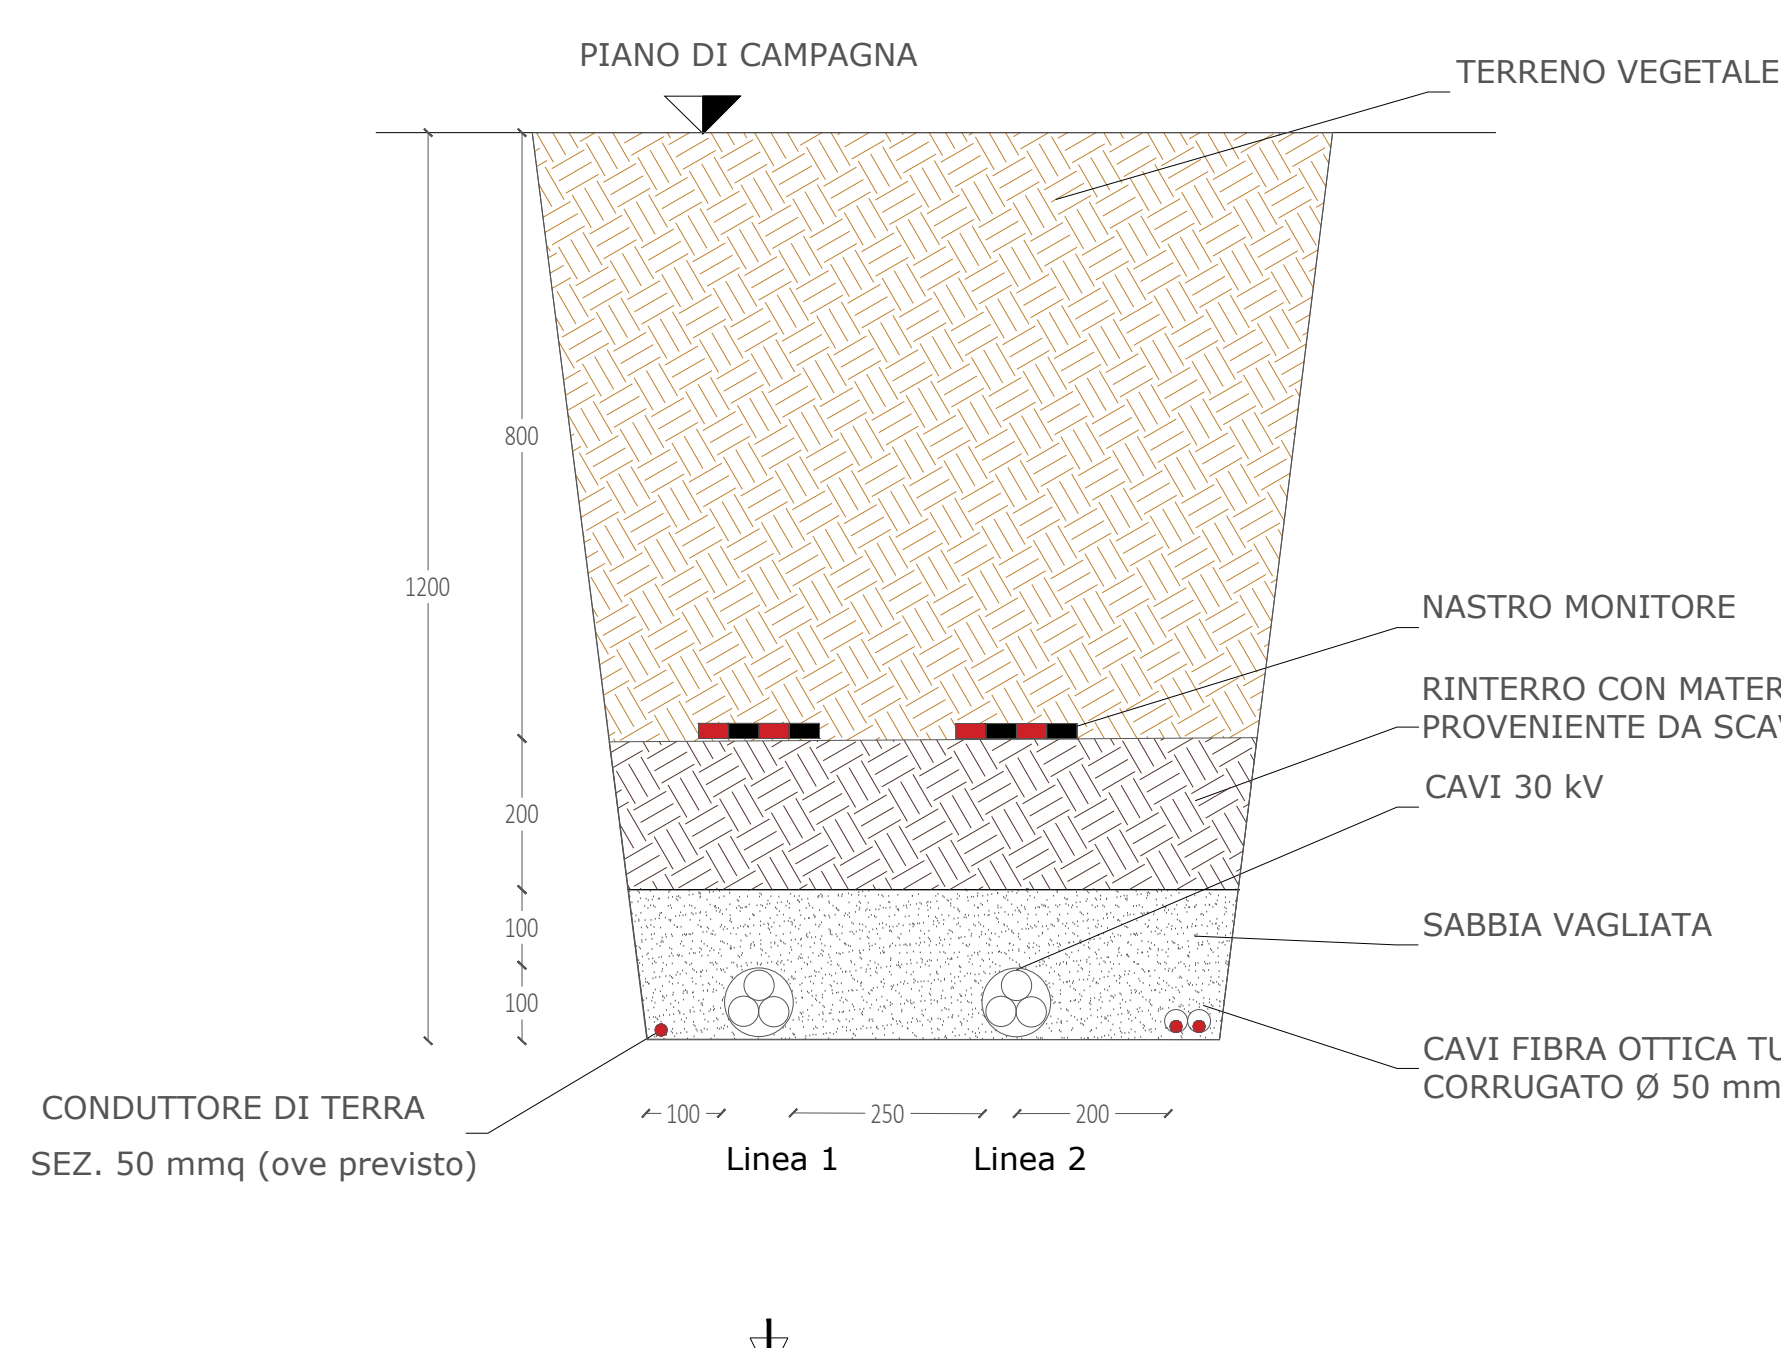 PIANO DI CAMPAGNA
TERRENO VEGETALE
800
1200
NASTRO MONITORE
RINTERRO CON MATER
PROVENIENTE DA SCAV
CAVI 30 kV
200
100
SABBIA VAGLIATA
100
CAVI FIBRA OTTICA TU
CORRUGATO Ø 50 mm
CONDUTTORE DI TERRA
SEZ. 50 mmq (ove previsto)
100
250
200
Linea 1
Linea 2